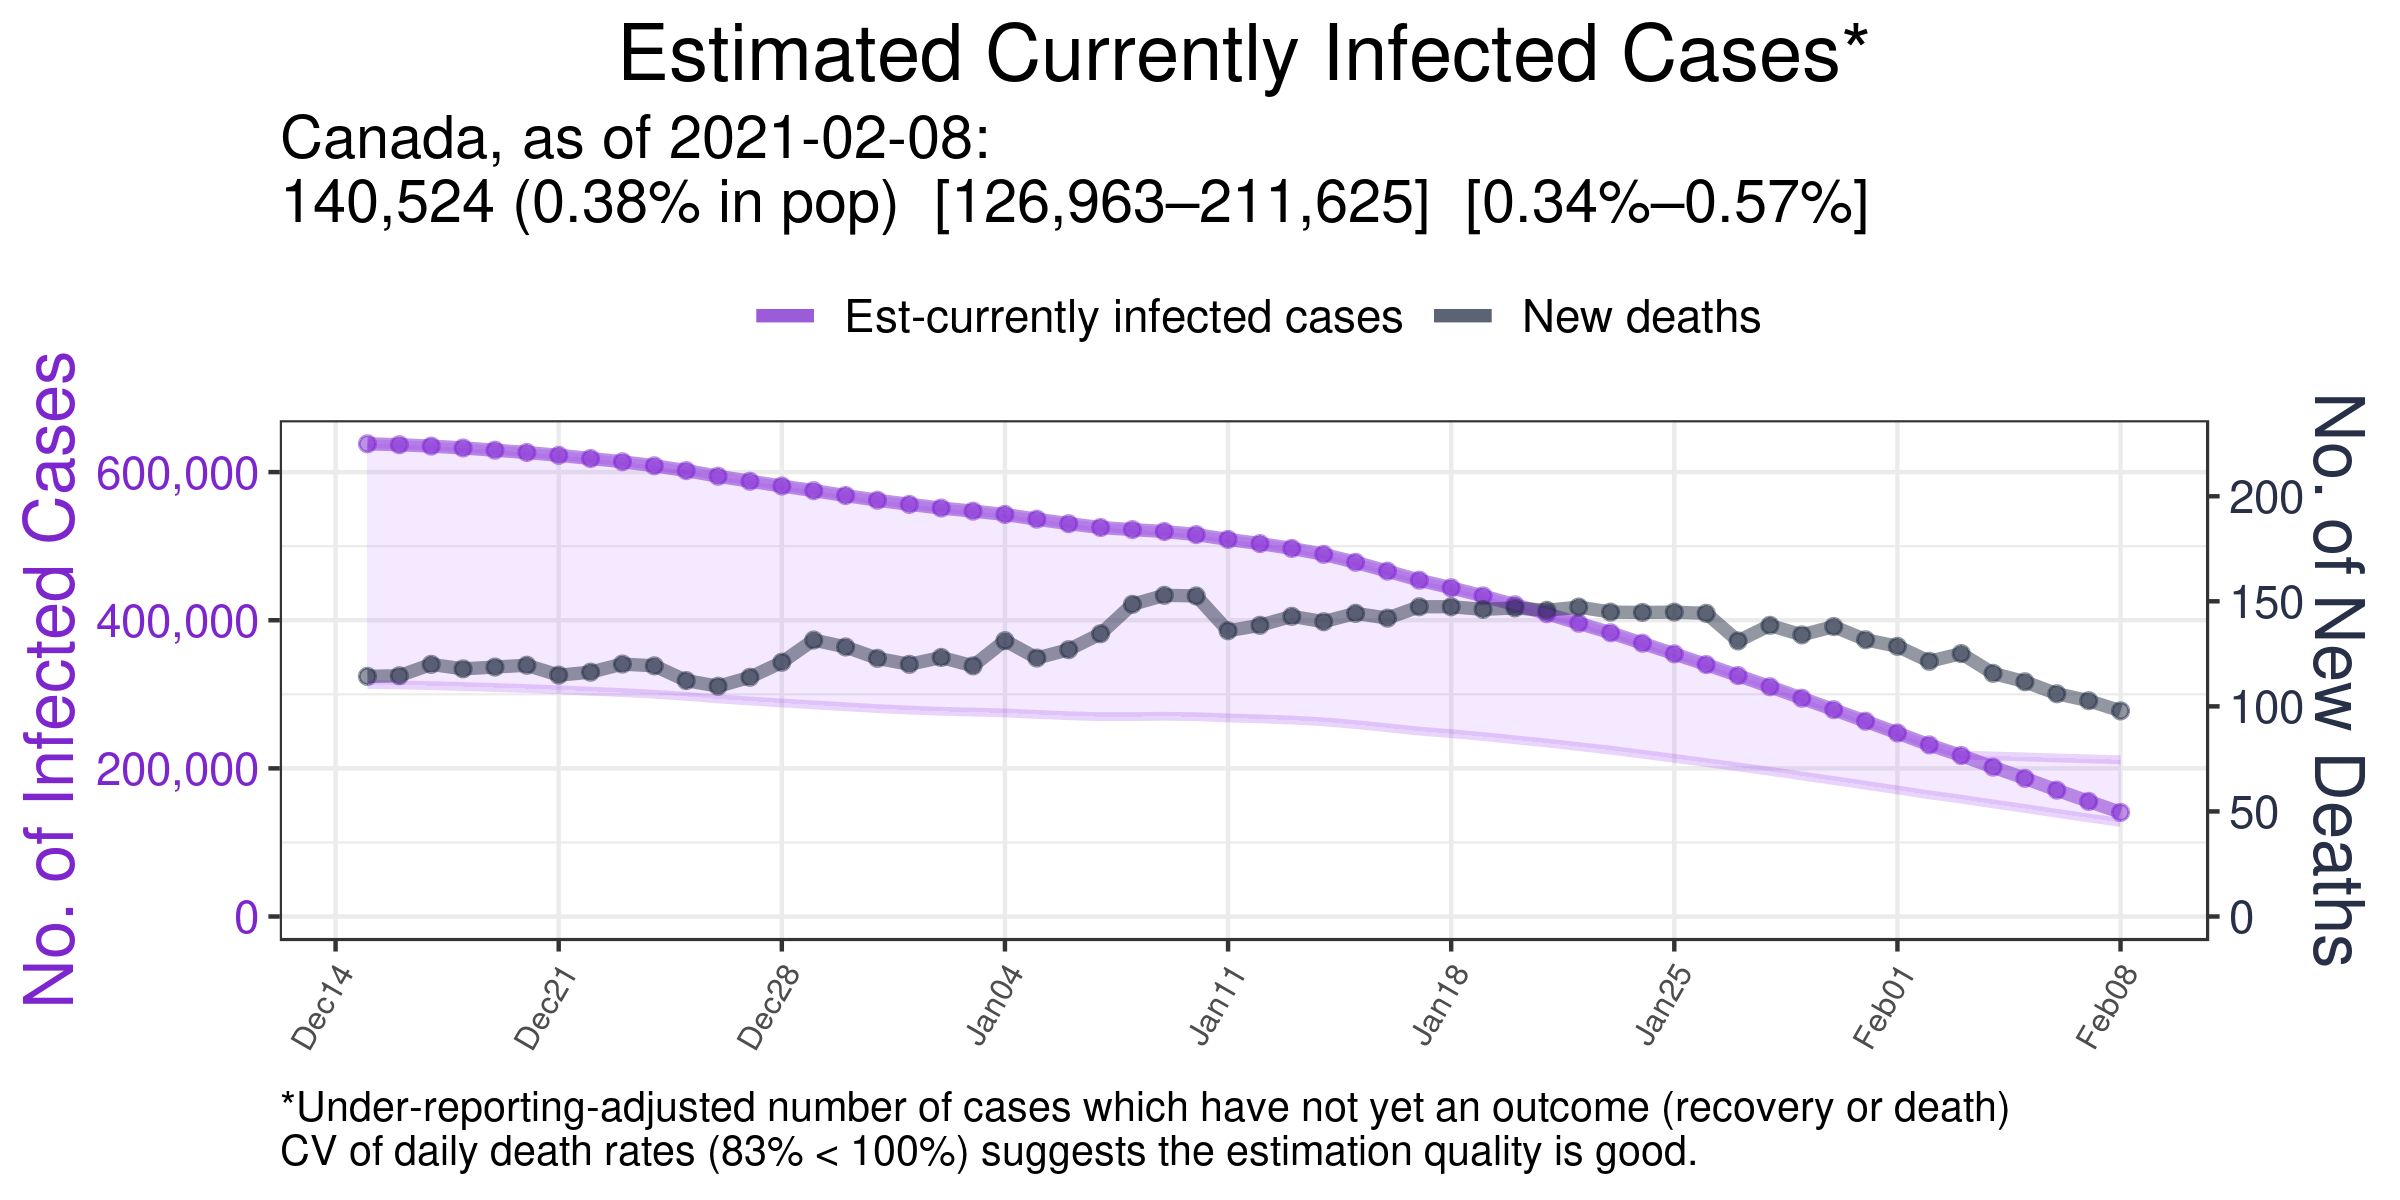 Estimated Currently Infected Cases*
Canada, as of 2021-02-08:
140,524 (0.38% in pop) [126,963–211,625] [0.34%–0.57%]
Est-currently infected cases New deaths
No. of Infected Cases
600,000
400,000
200,000
0
200
150
100
50
0
No. of New Deaths
Dec14 Dec21 Dec28 Jan04 Jan11 Jan18 Jan25 Feb01 Feb08
*Under-reporting-adjusted number of cases which have not yet an outcome (recovery or death)
CV of daily death rates (83% < 100%) suggests the estimation quality is good.